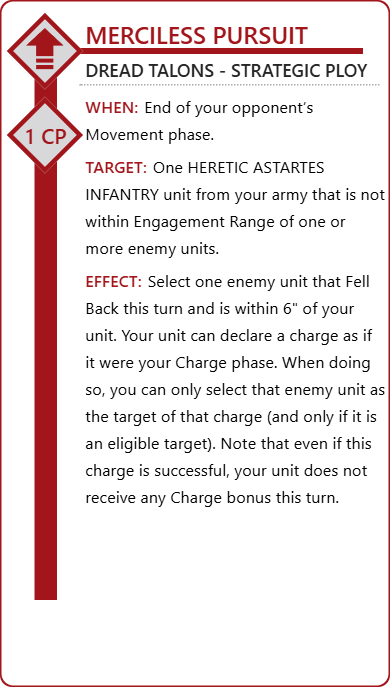 MERCILESS PURSUIT
DREAD TALONS - STRATEGIC PLOY
1 CP
WHEN: End of your opponent’s
Movement phase.
TARGET: One HERETIC ASTARTES
INFANTRY unit from your army that is not
within Engagement Range of one or
more enemy units.
EFFECT: Select one enemy unit that Fell
Back this turn and is within 6" of your
unit. Your unit can declare a charge as if
it were your Charge phase. When doing
so, you can only select that enemy unit as
the target of that charge (and only if it is
an eligible target). Note that even if this
charge is successful, your unit does not
receive any Charge bonus this turn.